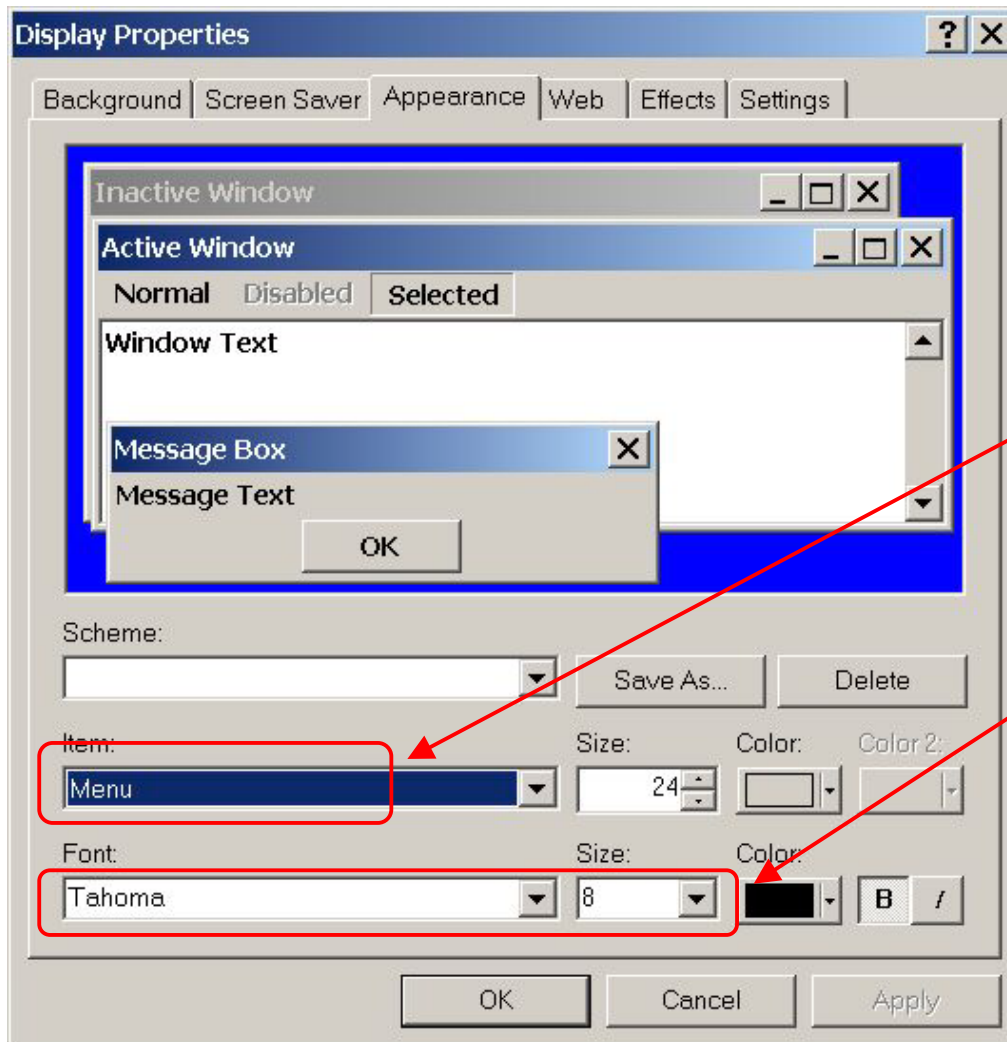 Display Properties ? X
Background Screen Saver Appearance Web Effects Settings
Inactive Window
Active Window
Normal Disabled Selected
Window Text
Message Box
Message Text
OK
Scheme:
Save As... Delete
Item: Size: Color: Color 2:
Menu 24
Font: Size: Color:
Tahoma 8 B I
OK Cancel Apply